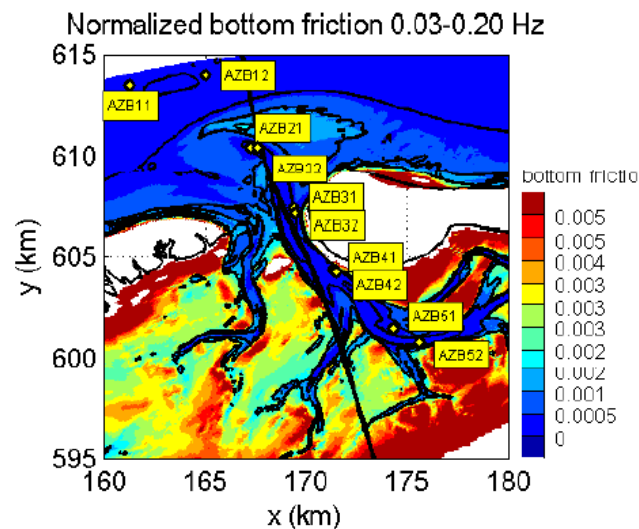 Normalized bottom friction 0.03-0.20 Hz
615
610
605
600
595
y (km)
160
165
170
175
180
x (km)
AZB11
AZB12
AZB21
AZB22
AZB31
AZB32
AZB41
AZB42
AZB51
AZB52
bottom frictio
0.005
0.005
0.004
0.003
0.003
0.003
0.002
0.002
0.001
0.0005
0